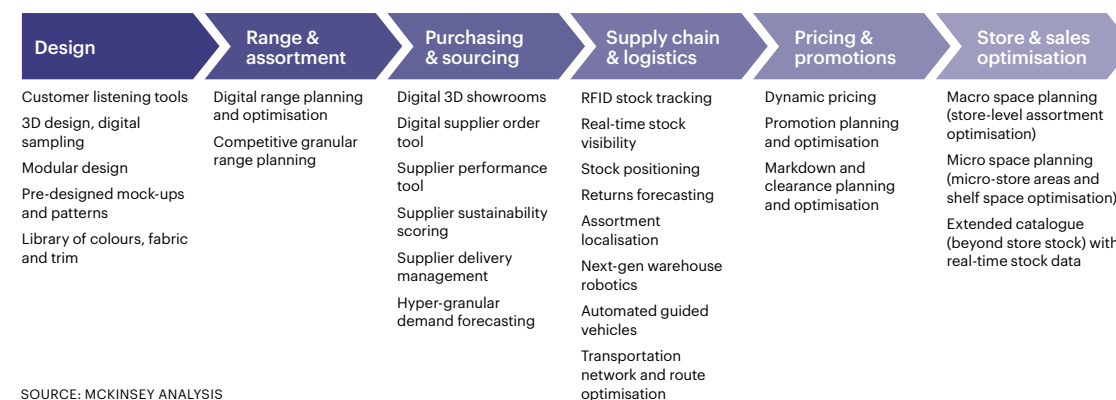 Design
Customer listening tools
3D design, digital
sampling
Modular design
Pre-designed mock-ups
and patterns
Library of colours, fabric
and trim
Range &
assortment
Digital range planning
and optimisation
Competitive granular
range planning
Purchasing
& sourcing
Digital 3D showrooms
Digital supplier order
tool
Supplier performance
tool
Supplier sustainability
scoring
Supplier delivery
management
Hyper-granular
demand forecasting
Supply chain
& logistics
RFID stock tracking
Real-time stock
visibility
Stock positioning
Returns forecasting
Assortment
localisation
Next-gen warehouse
robotics
Automated guided
vehicles
Transportation
network and route
optimisation
Pricing &
promotions
Dynamic pricing
Promotion planning
and optimisation
Markdown and
clearance planning
and optimisation
Store & sales
optimisation
Macro space planning
(store-level assortment
optimisation)
Micro space planning
(micro-store areas and
shelf space optimisation)
Extended catalogue
(beyond store stock) with
real-time stock data
SOURCE: MCKINSEY ANALYSIS